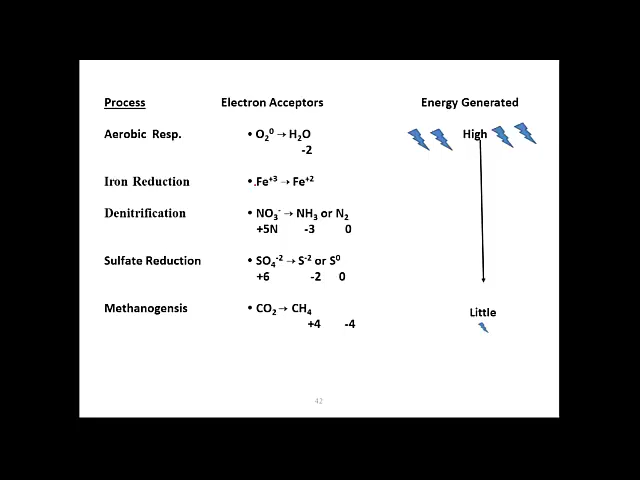 Process Electron Acceptors Energy Generated
Aerobic Resp. • O₂⁰ → H₂O High
-2
Iron Reduction • .Fe⁺³ → Fe⁺²
Denitrification • NO₃⁻ → NH₃ or N₂
+5N -3 0
Sulfate Reduction • SO₄⁻² → S⁻² or S⁰
+6 -2 0
Methanogensis • CO₂ → CH₄ Little
+4 -4
42